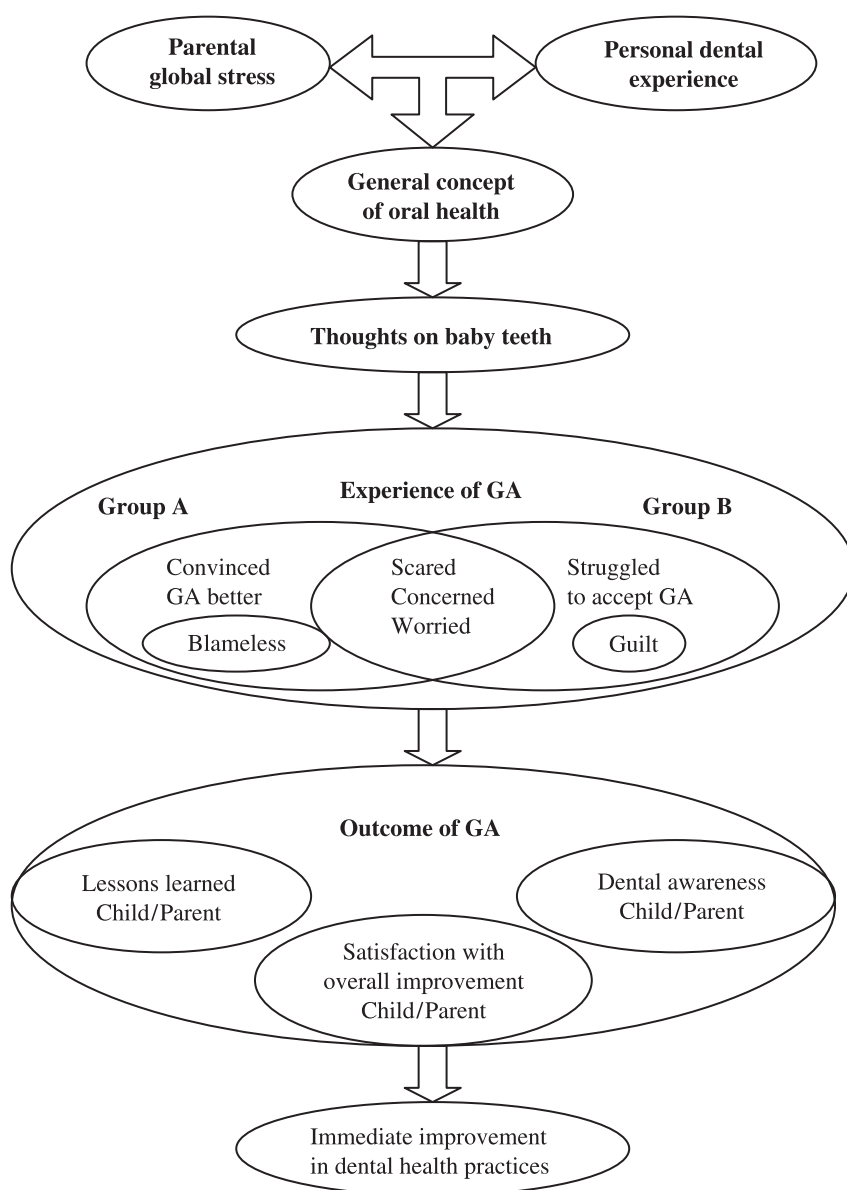 Parental
global stress
Personal dental
experience
General concept
of oral health
Thoughts on baby teeth
Experience of GA
Group A
Group B
Convinced
GA better
Blameless
Scared
Concerned
Worried
Struggled
to accept GA
Guilt
Outcome of GA
Lessons learned
Child/Parent
Dental awareness
Child/Parent
Satisfaction with
overall improvement
Child/Parent
Immediate improvement
in dental health practices